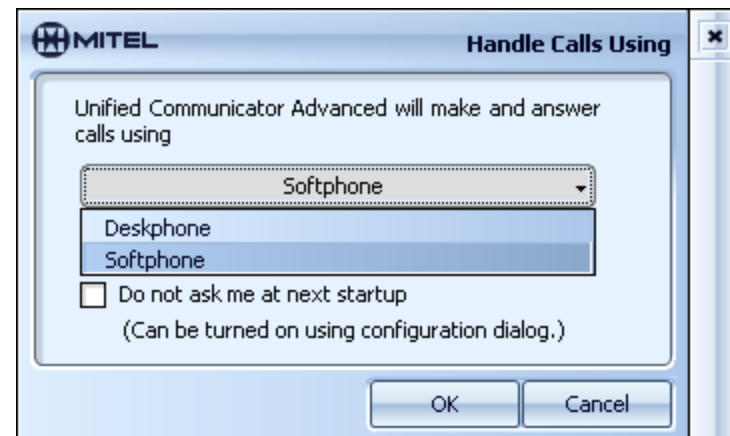 MITEL
Handle Calls Using
Unified Communicator Advanced will make and answer
calls using
Softphone
Deskphone
Softphone
Do not ask me at next startup
(Can be turned on using configuration dialog.)
OK
Cancel